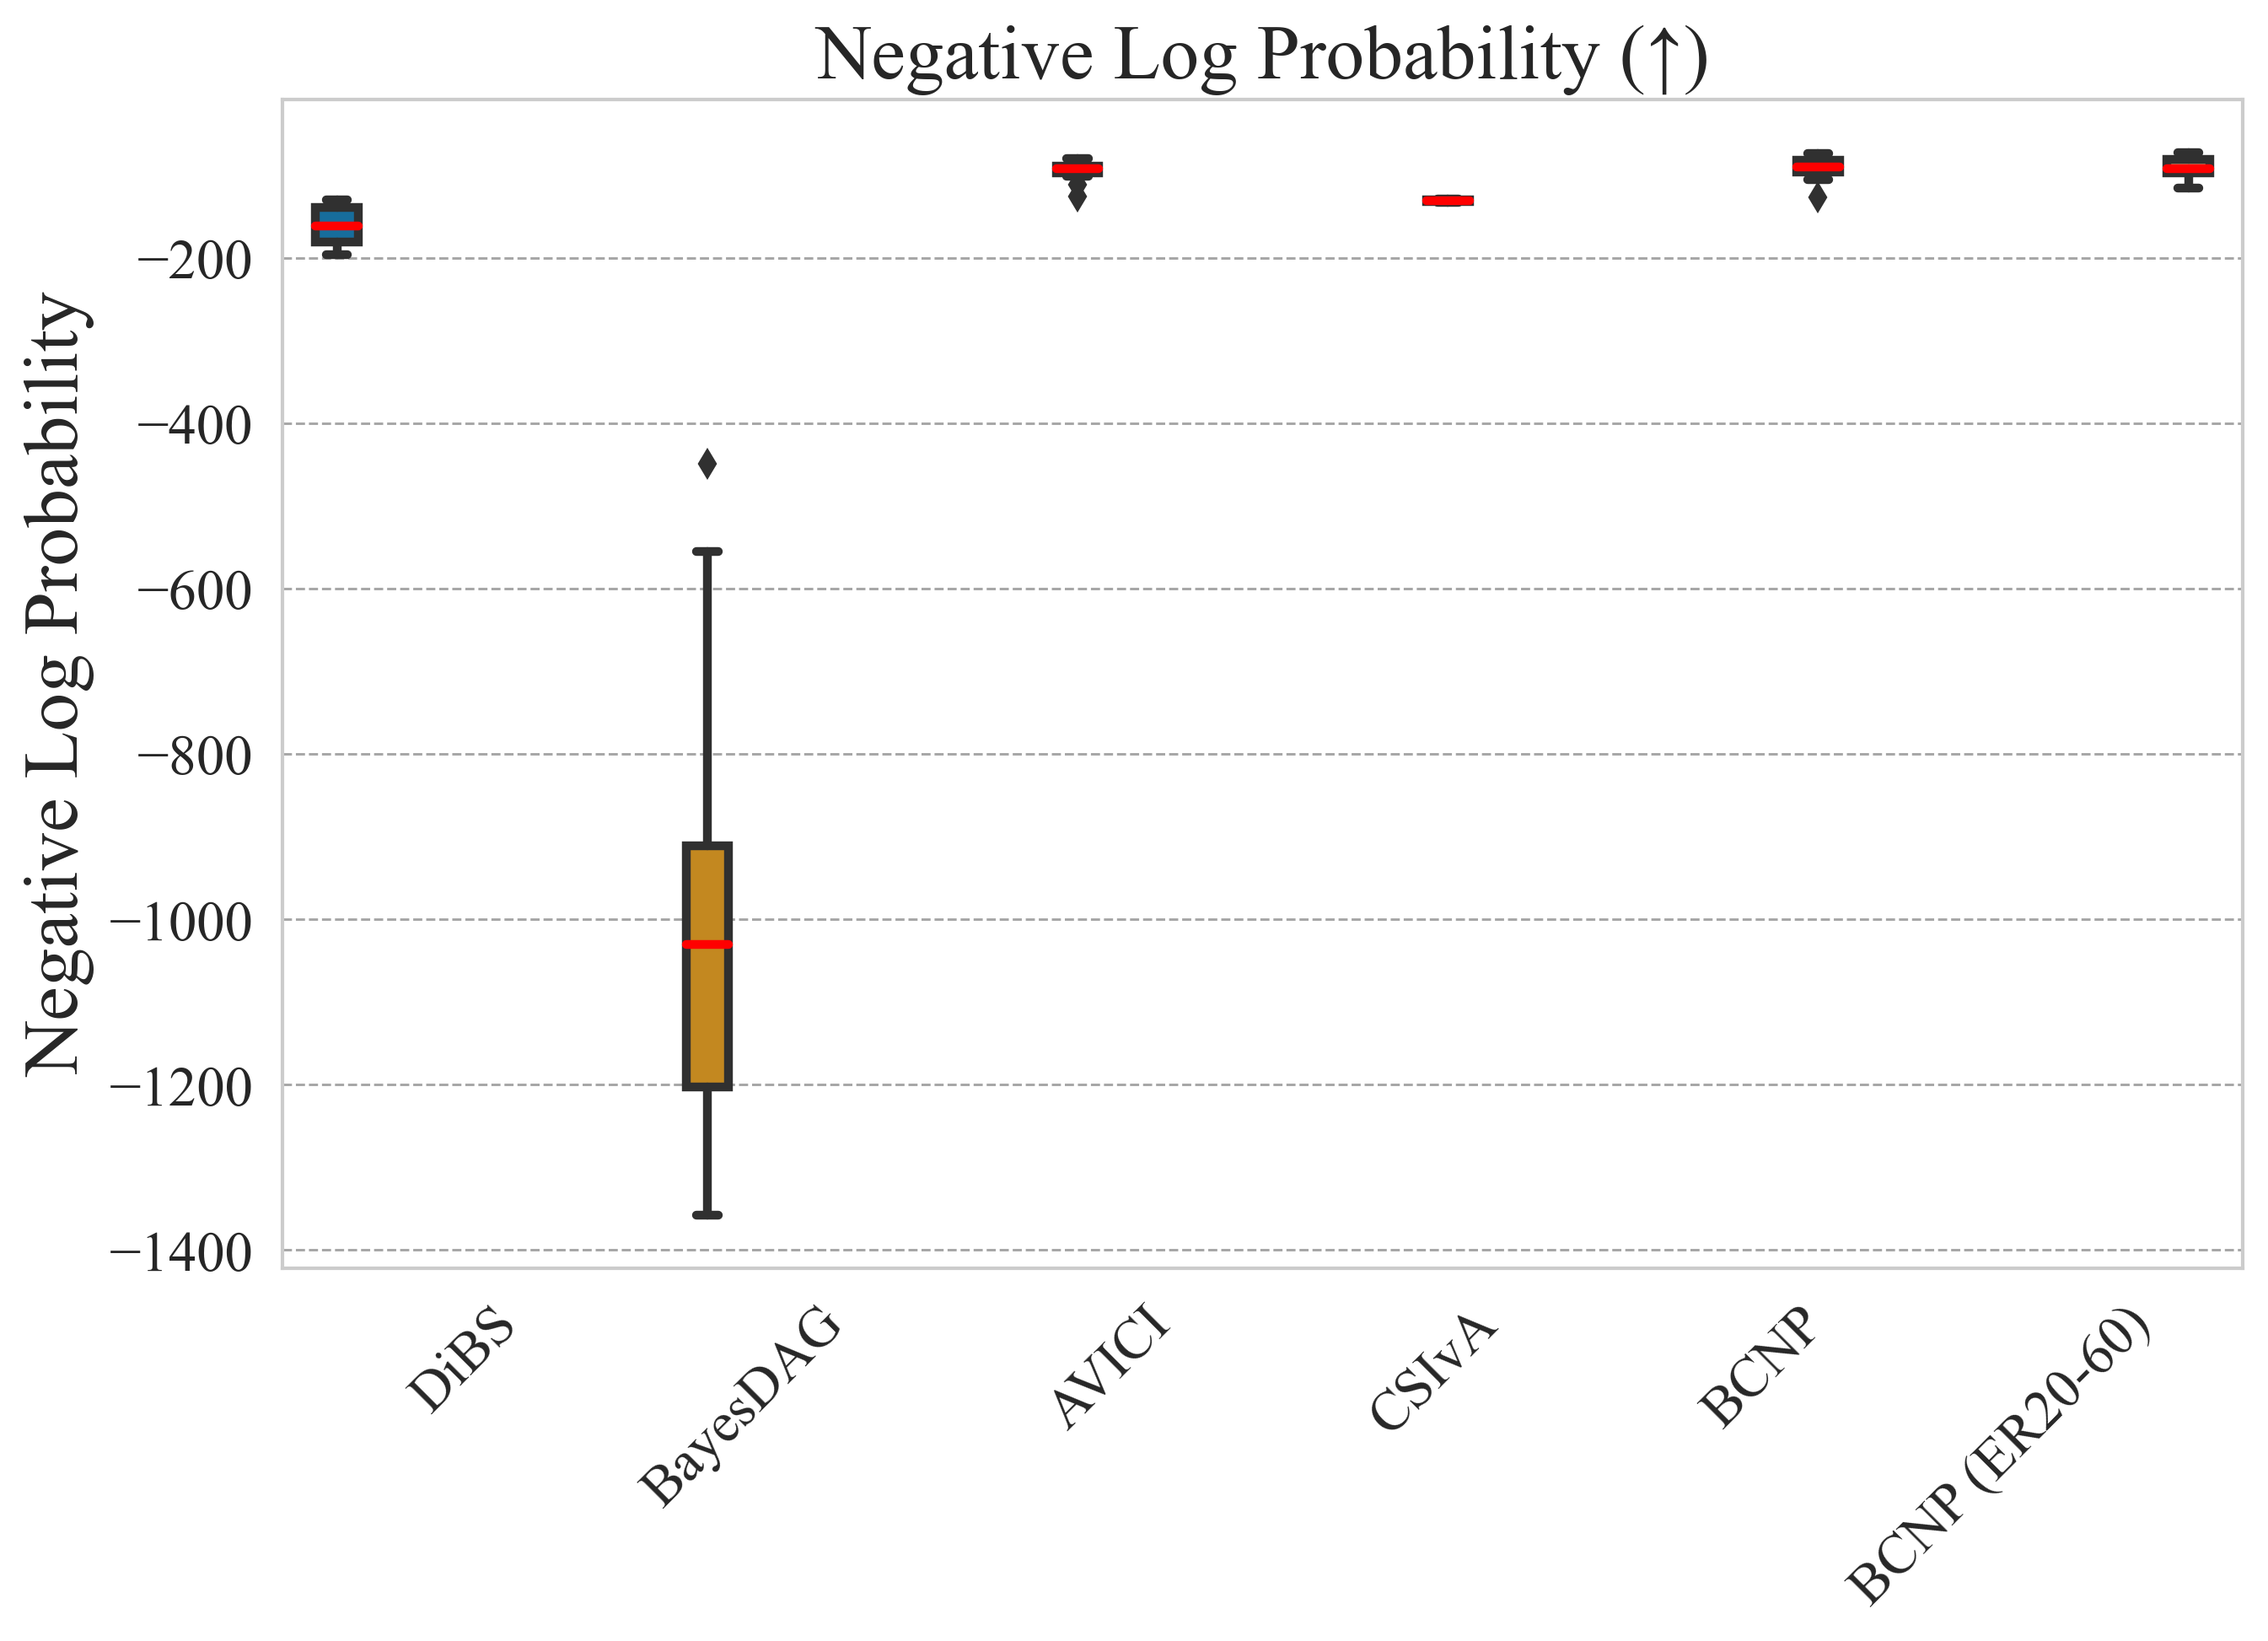 Negative Log Probability (↑)
Negative Log Probability
−200
−400
−600
−800
−1000
−1200
−1400
DiBS
BayesDAG
AVICI
CSIvA
BCNP
BCNP (ER20-60)